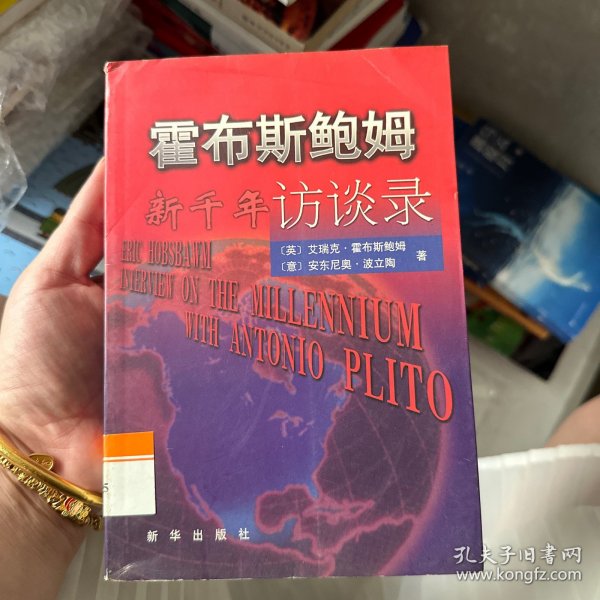 霍布斯鲍姆
新千年访谈录
〔英〕艾瑞克·霍布斯鲍姆
〔意〕安东尼奥·波立陶 著
ERIC HOBSBAWM
INTERVIEW ON THE MILLENNIUM
WITH ANTONIO PLITO
5
新华出版社
孔夫子旧书网
www.kongfz.com